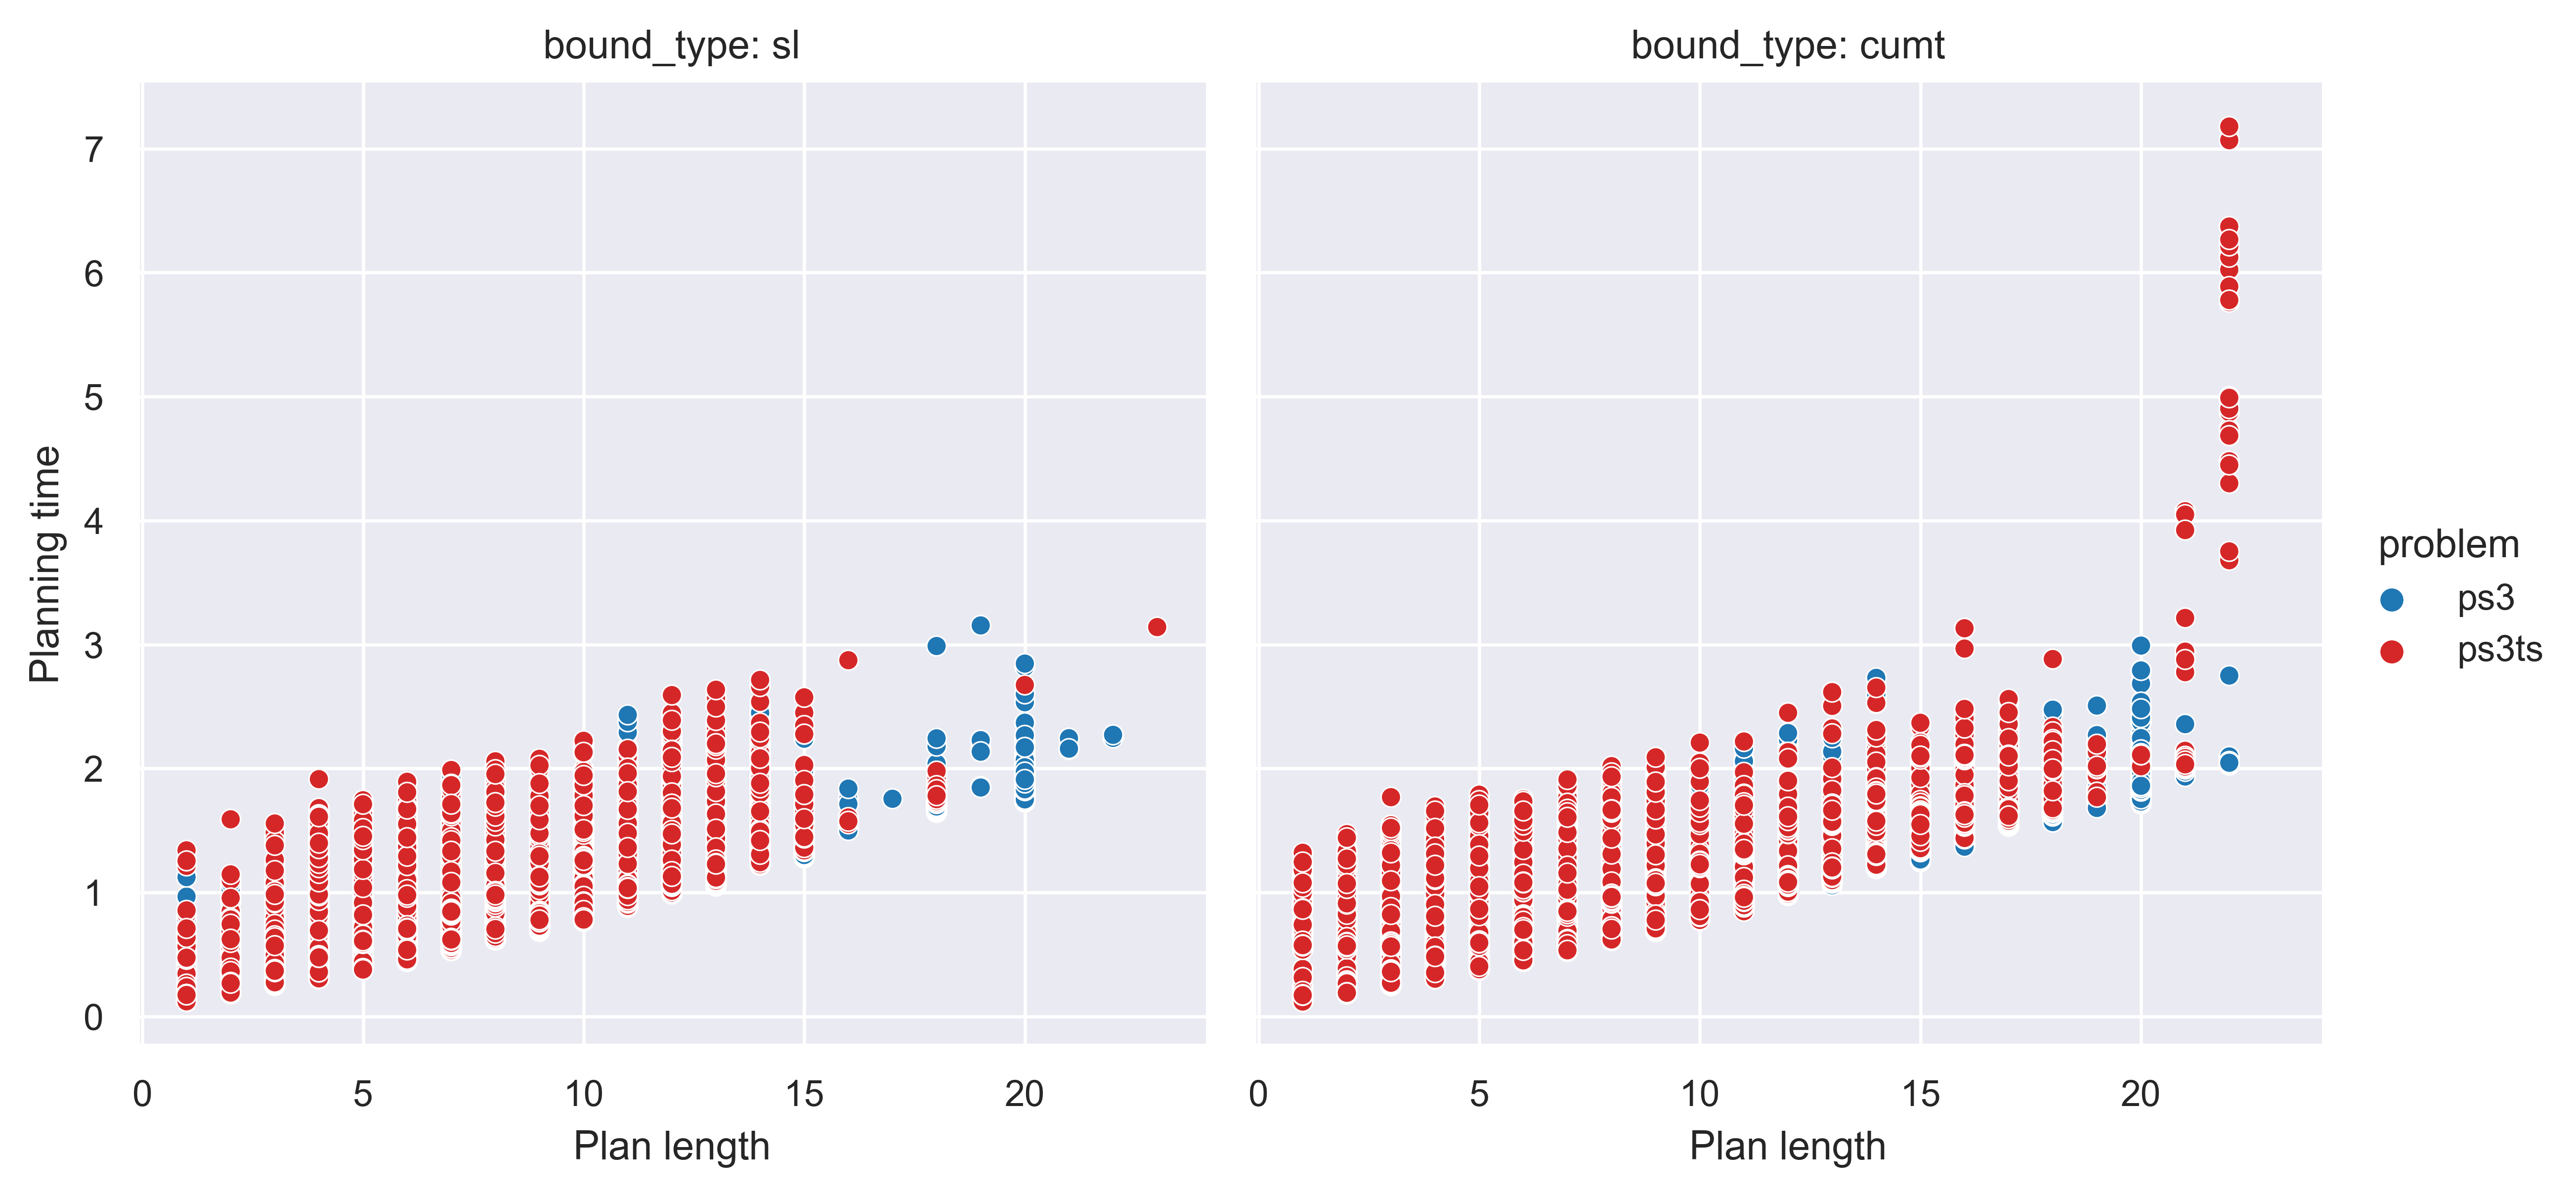 bound_type: sl
bound_type: cumt
Planning time
7
6
5
4
3
2
1
0
0 5 10 15 20
0 5 10 15 20
Plan length
Plan length
problem
ps3
ps3ts